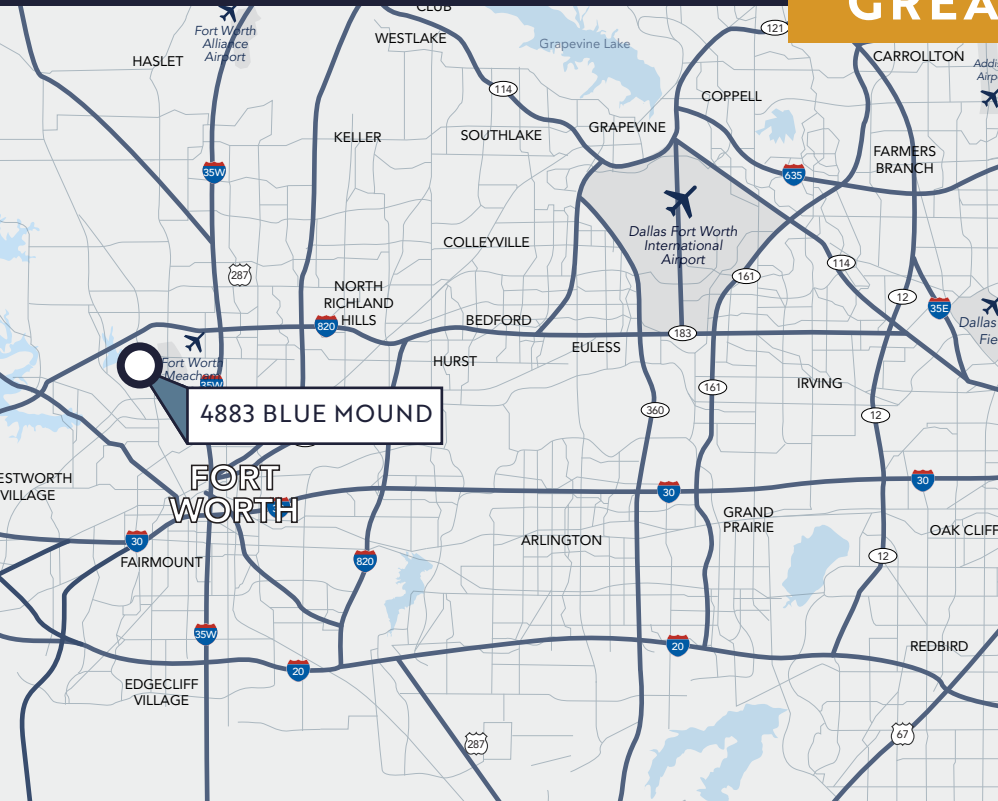 GREA
CLUB
Fort Worth
Alliance
Airport
WESTLAKE
Grapevine Lake
121
CARROLLTON
HASLET
114
COPPELL
KELLER
SOUTHLAKE
GRAPEVINE
FARMERS
BRANCH
35W
635
Dallas Fort Worth
International
Airport
COLLEYVILLE
287
161
114
NORTH
RICHLAND
HILLS
12
35E
820
BEDFORD
183
Dallas
EULESS
Fort Worth
Meacham
HURST
35W
161
IRVING
360
12
4883 BLUE MOUND
ESTWORTH
VILLAGE
FORT
WORTH
30
30
GRAND
PRAIRIE
30
ARLINGTON
OAK CLIFF
FAIRMOUNT
820
12
35W
20
20
REDBIRD
EDGECLIFF
VILLAGE
287
67